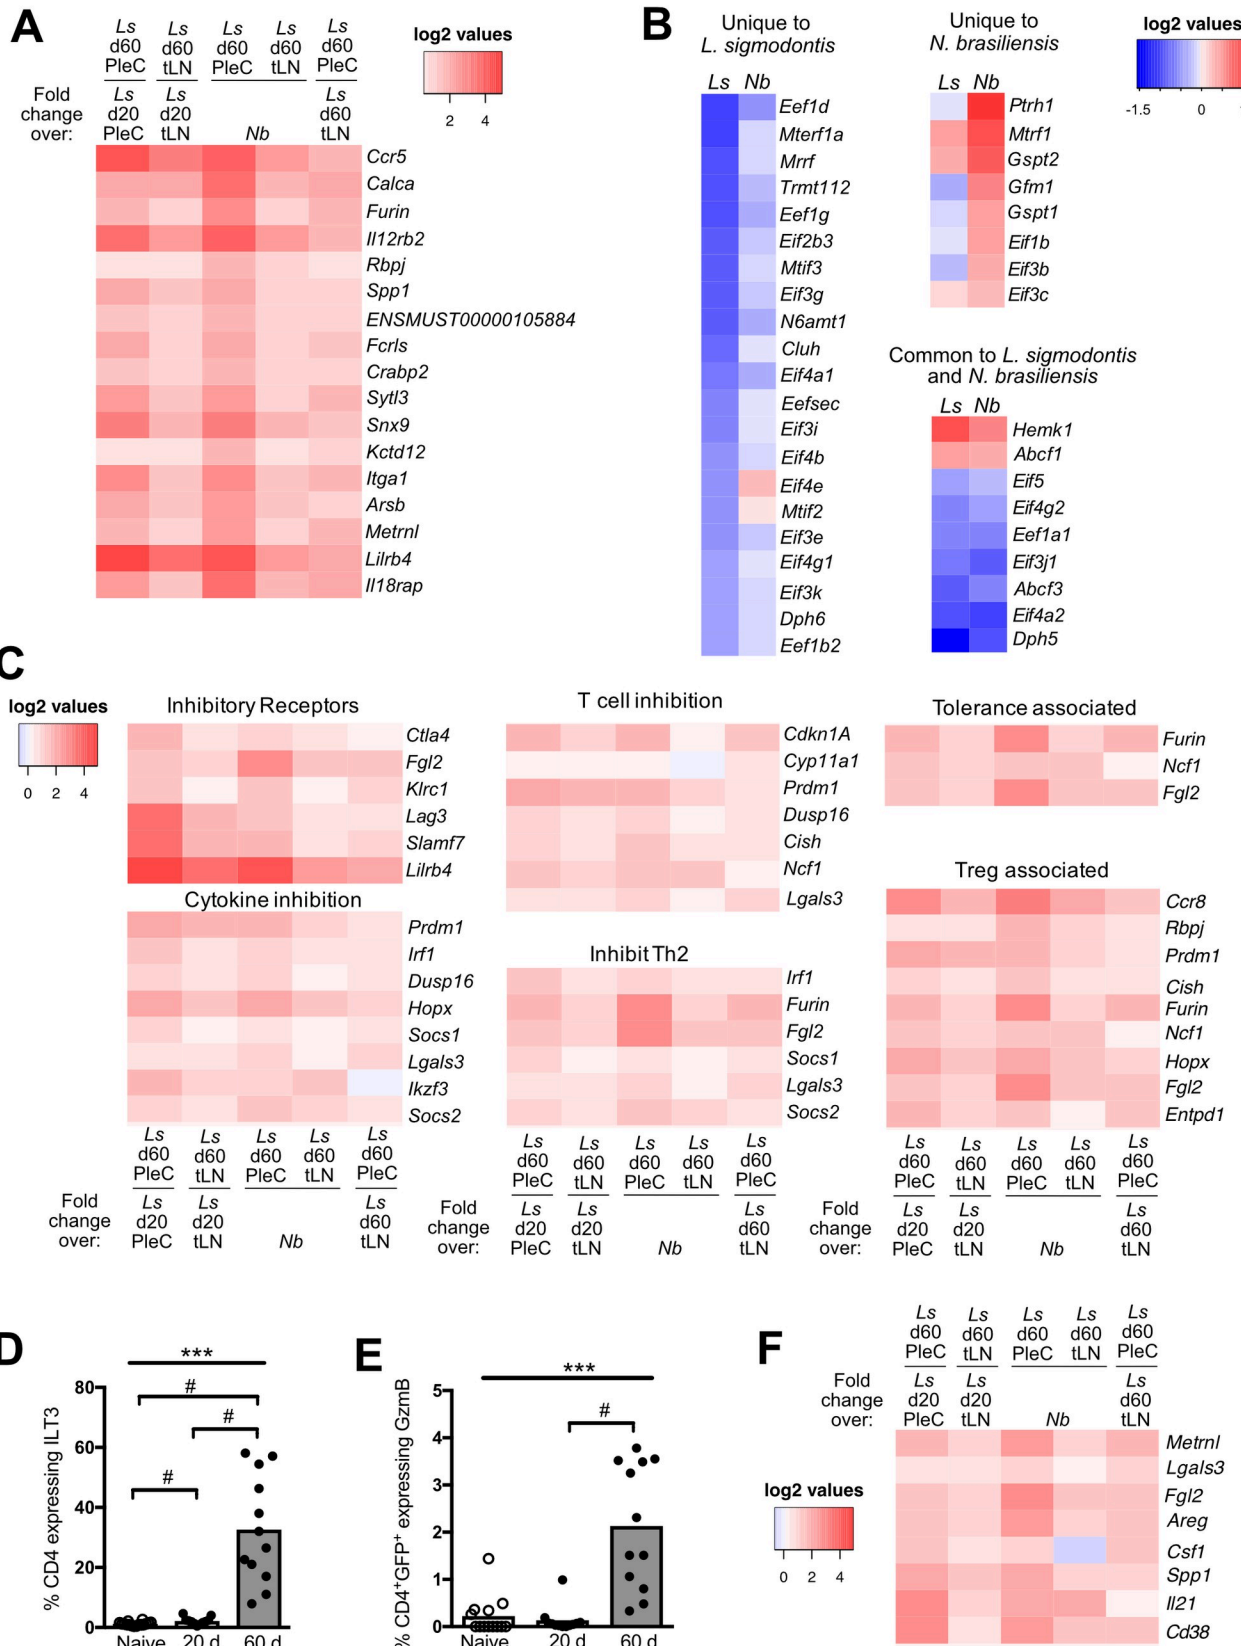 A
Ls Ls Ls Ls Ls
d60 d60 d60 d60 d60
PleC tLN PleC tLN PleC
Fold change over:
Ls Ls Ls
d20 d20 Nb d60
PleC tLN tLN
log2 values
2 4
Ccr5
Calca
Furin
Il12rb2
Rbpj
Spp1
ENSMUST00000105884
Fcrls
Crabp2
Sytl3
Snx9
Kctd12
Itga1
Arsb
Metrnl
Lilrb4
Il18rap
B
Unique to
L. sigmodontis
Ls Nb
Eef1d
Mterf1a
Mrrf
Trmt112
Eef1g
Eif2b3
Mtif3
Eif3g
N6amt1
Cluh
Eif4a1
Eefsec
Eif3i
Eif4b
Eif4e
Mtif2
Eif3e
Eif4g1
Eif3k
Dph6
Eef1b2
Unique to
N. brasiliensis
Ls Nb
Ptrh1
Mtrf1
Gspt2
Gfm1
Gspt1
Eif1b
Eif3b
Eif3c
log2 values
-1.5 0
Common to L. sigmodontis
and N. brasiliensis
Ls Nb
Hemk1
Abcf1
Eif5
Eif4g2
Eef1a1
Eif3j1
Abcf3
Eif4a2
Dph5
C
log2 values
0 2 4
Inhibitory Receptors
Ctla4
Fgl2
Klrc1
Lag3
Slamf7
Lilrb4
Cytokine inhibition
Prdm1
Irf1
Dusp16
Hopx
Socs1
Lgals3
Ikzf3
Socs2
Ls Ls Ls Ls Ls
d60 d60 d60 d60 d60
PleC tLN PleC tLN PleC
Fold change over:
Ls Ls Ls
d20 d20 Nb d60
PleC tLN tLN
T cell inhibition
Cdkn1A
Cyp11a1
Prdm1
Dusp16
Cish
Ncf1
Lgals3
Inhibit Th2
Irf1
Furin
Fgl2
Socs1
Lgals3
Socs2
Ls Ls Ls Ls Ls
d60 d60 d60 d60 d60
PleC tLN PleC tLN PleC
Fold change over:
Ls Ls Ls
d20 d20 Nb d60
PleC tLN tLN
Tolerance associated
Furin
Ncf1
Fgl2
Treg associated
Ccr8
Rbpj
Prdm1
Cish
Furin
Ncf1
Hopx
Fgl2
Entpd1
Ls Ls Ls Ls Ls
d60 d60 d60 d60 d60
PleC tLN PleC tLN PleC
Fold change over:
Ls Ls Ls
d20 d20 Nb d60
PleC tLN tLN
D
***
#
#
#
% CD4 expressing ILT3
80
60
40
20
0
Naive 20 d 60 d
E
***
#
% CD4+GFP+ expressing GzmB
5
4
3
2
1
0
Naive 20 d 60 d
F
Ls Ls Ls Ls Ls
d60 d60 d60 d60 d60
PleC tLN PleC tLN PleC
Fold change over:
Ls Ls Ls
d20 d20 Nb d60
PleC tLN tLN
log2 values
0 2 4
Metrnl
Lgals3
Fgl2
Areg
Csf1
Spp1
Il21
Cd38